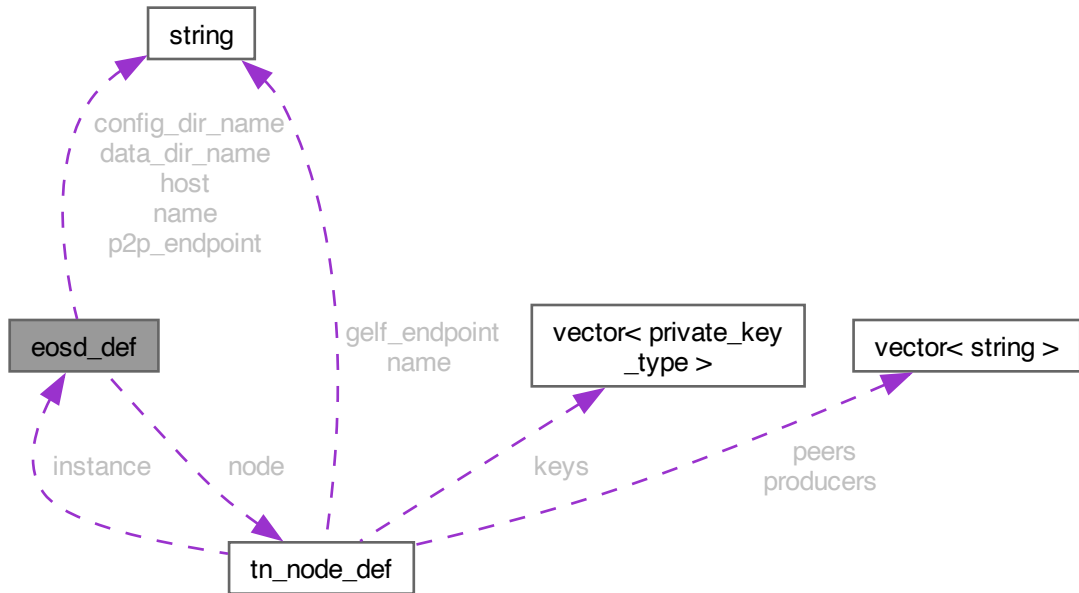 string
config_dir_name
data_dir_name
host
name
p2p_endpoint
eosd_def
gelf_endpoint
name
vector< private_key
_type >
vector< string >
instance
node
keys
peers
producers
tn_node_def